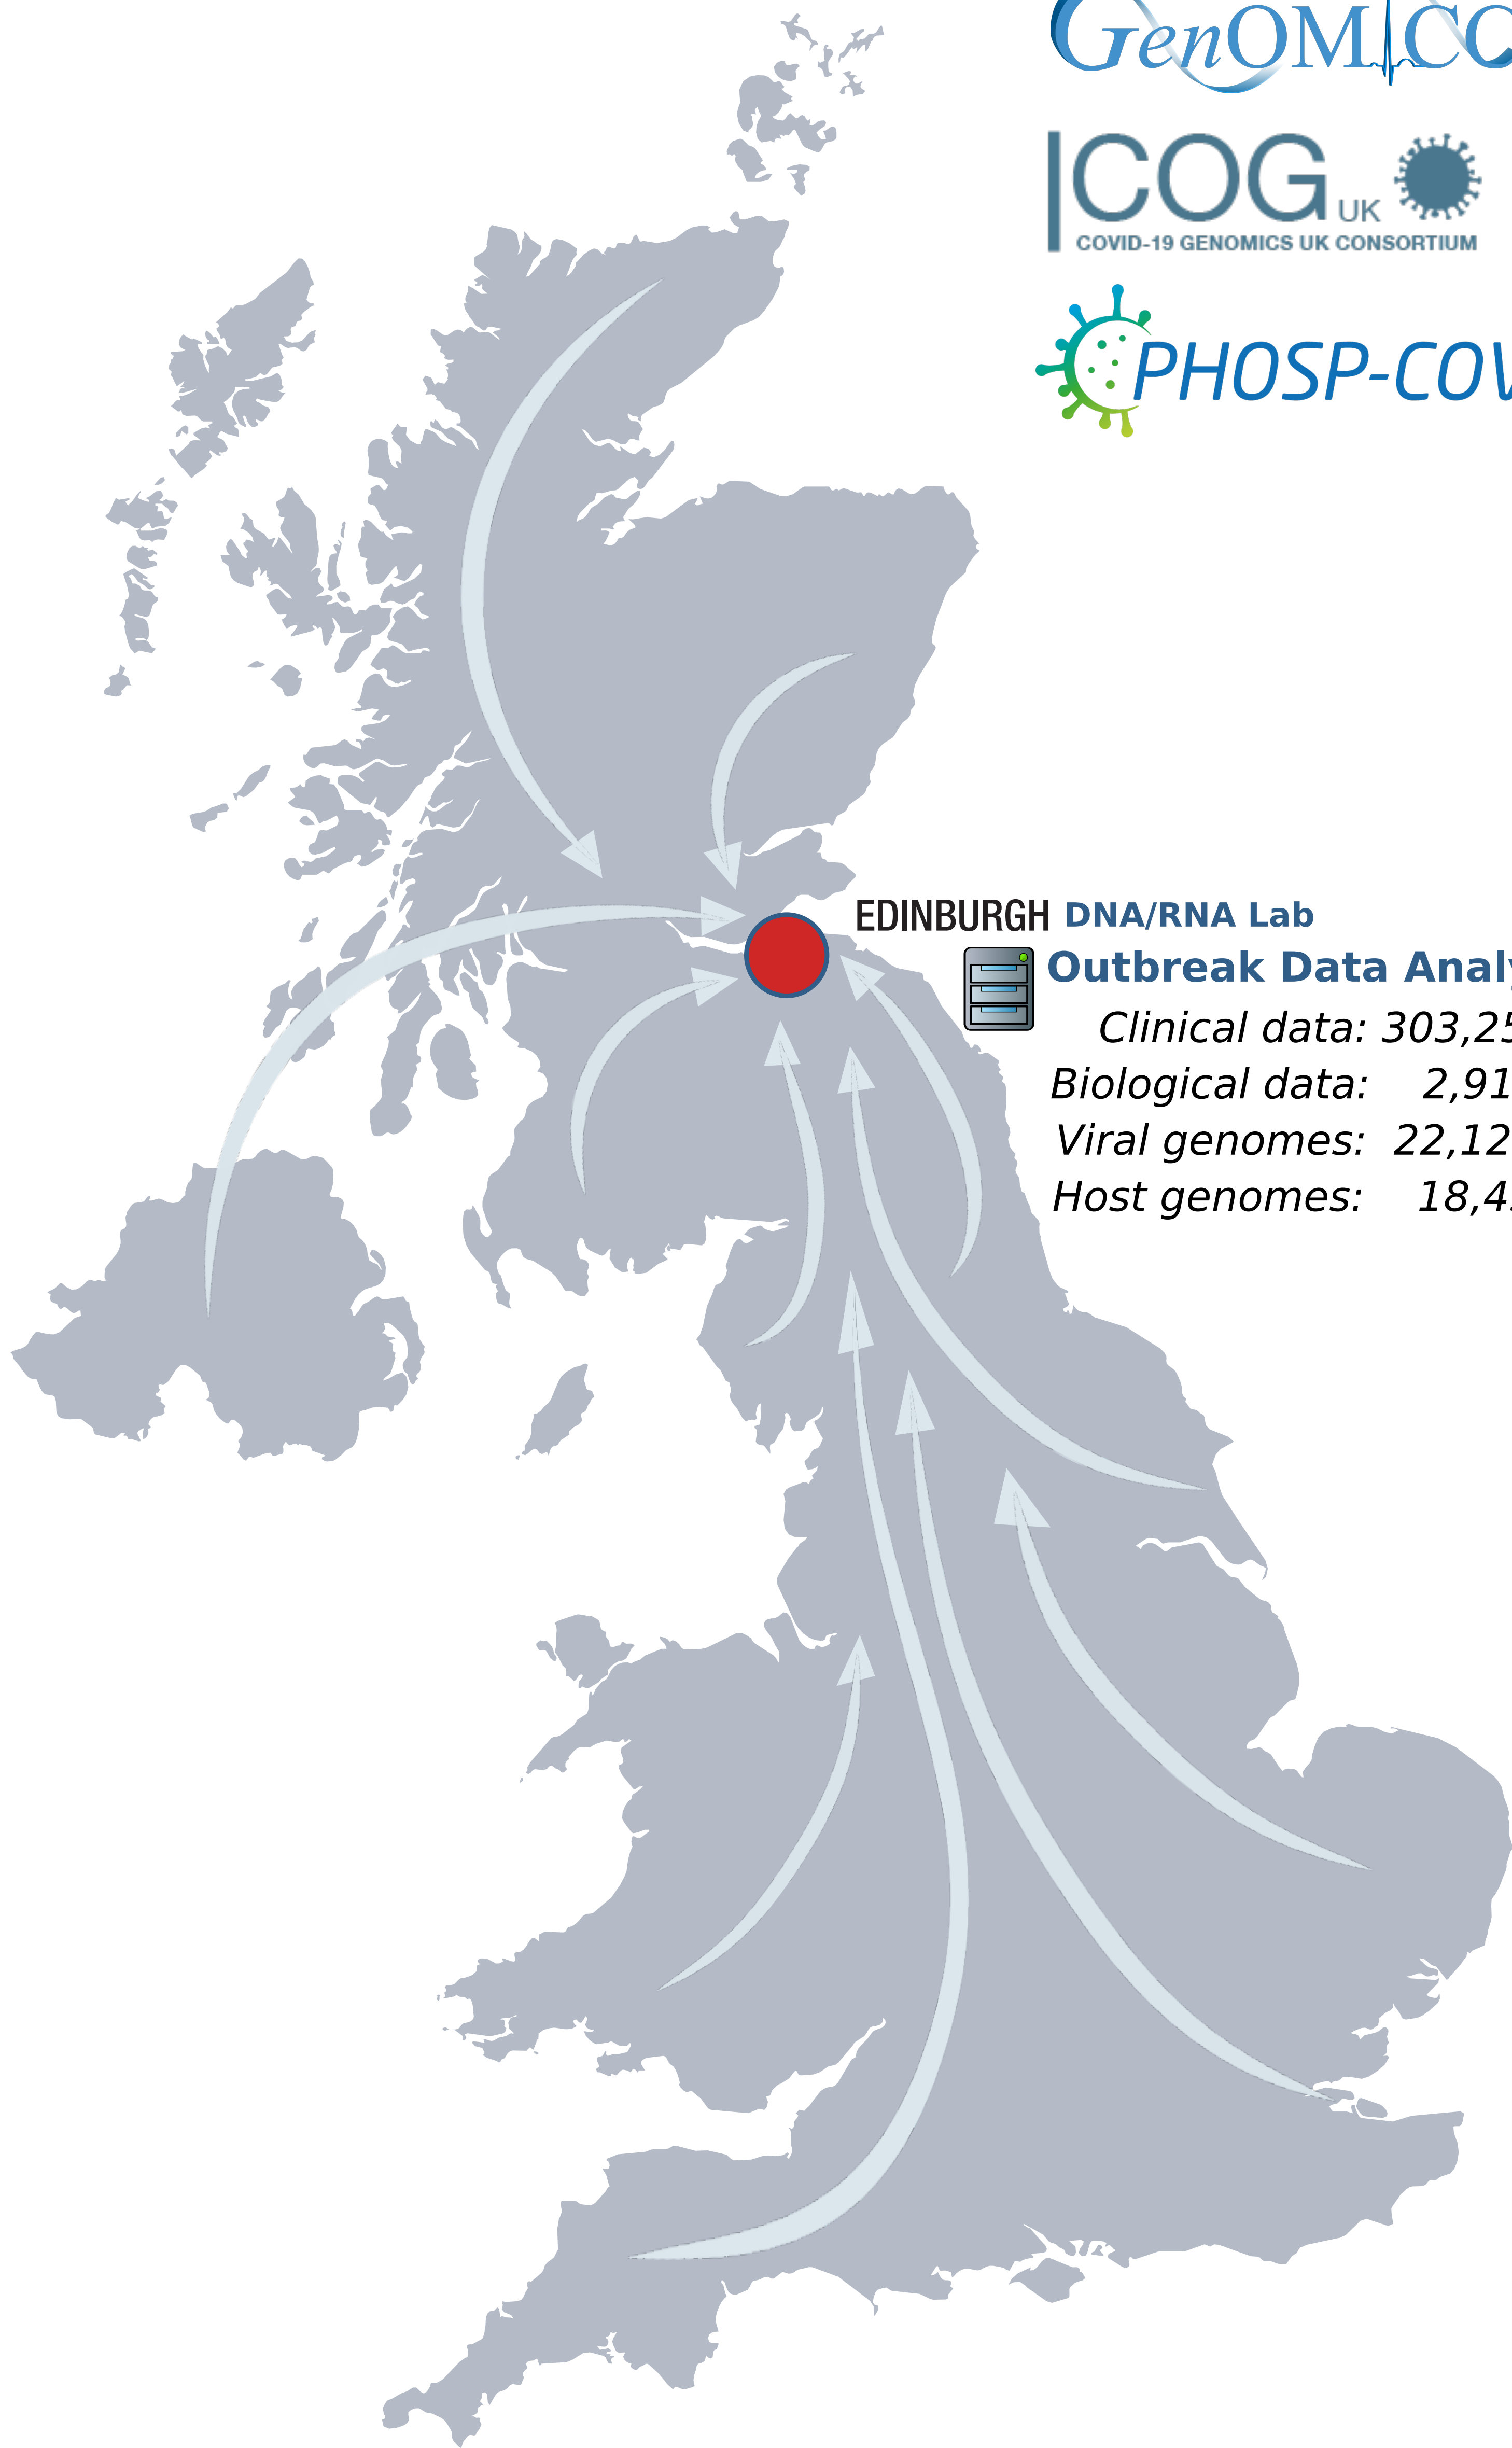 GenOMICC
COG UK
COVID-19 GENOMICS UK CONSORTIUM
PHOSP-COV
EDINBURGH DNA/RNA Lab
Outbreak Data Analy
Clinical data: 303,25
Biological data: 2,91
Viral genomes: 22,12
Host genomes: 18,4